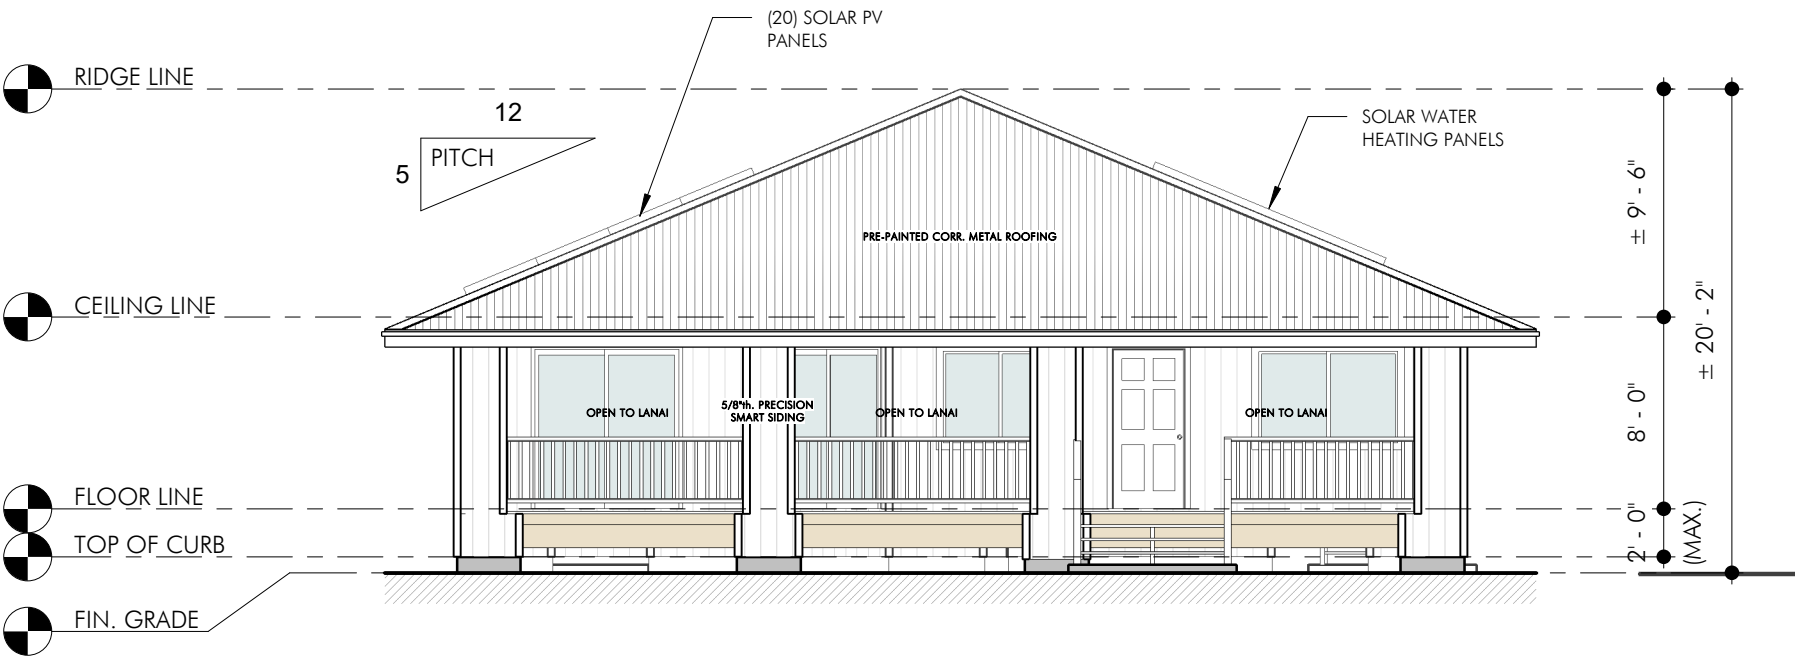 (20) SOLAR PV
PANELS
RIDGE LINE
12
5
PITCH
SOLAR WATER
HEATING PANELS
± 9' - 6"
PRE-PAINTED CORR. METAL ROOFING
CEILING LINE
± 20' - 2"
(MAX.)
8' - 0"
OPEN TO LANAI
5/8"th. PRECISION
SMART SIDING
OPEN TO LANAI
OPEN TO LANAI
FLOOR LINE
2' - 0"
TOP OF CURB
FIN. GRADE